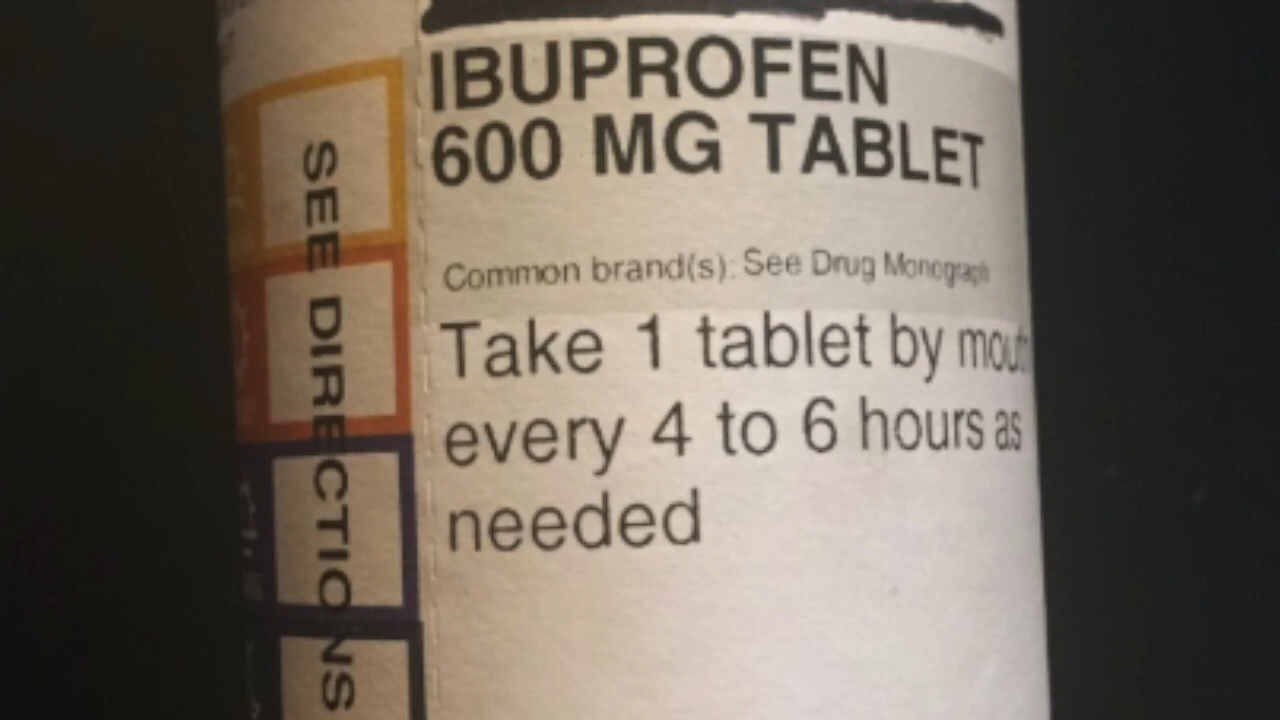 IBUPROFEN
600 MG TABLET
Common brand(s): See Drug Monograph
Take 1 tablet by mout
every 4 to 6 hours as
needed
SEE DIRECTIONS